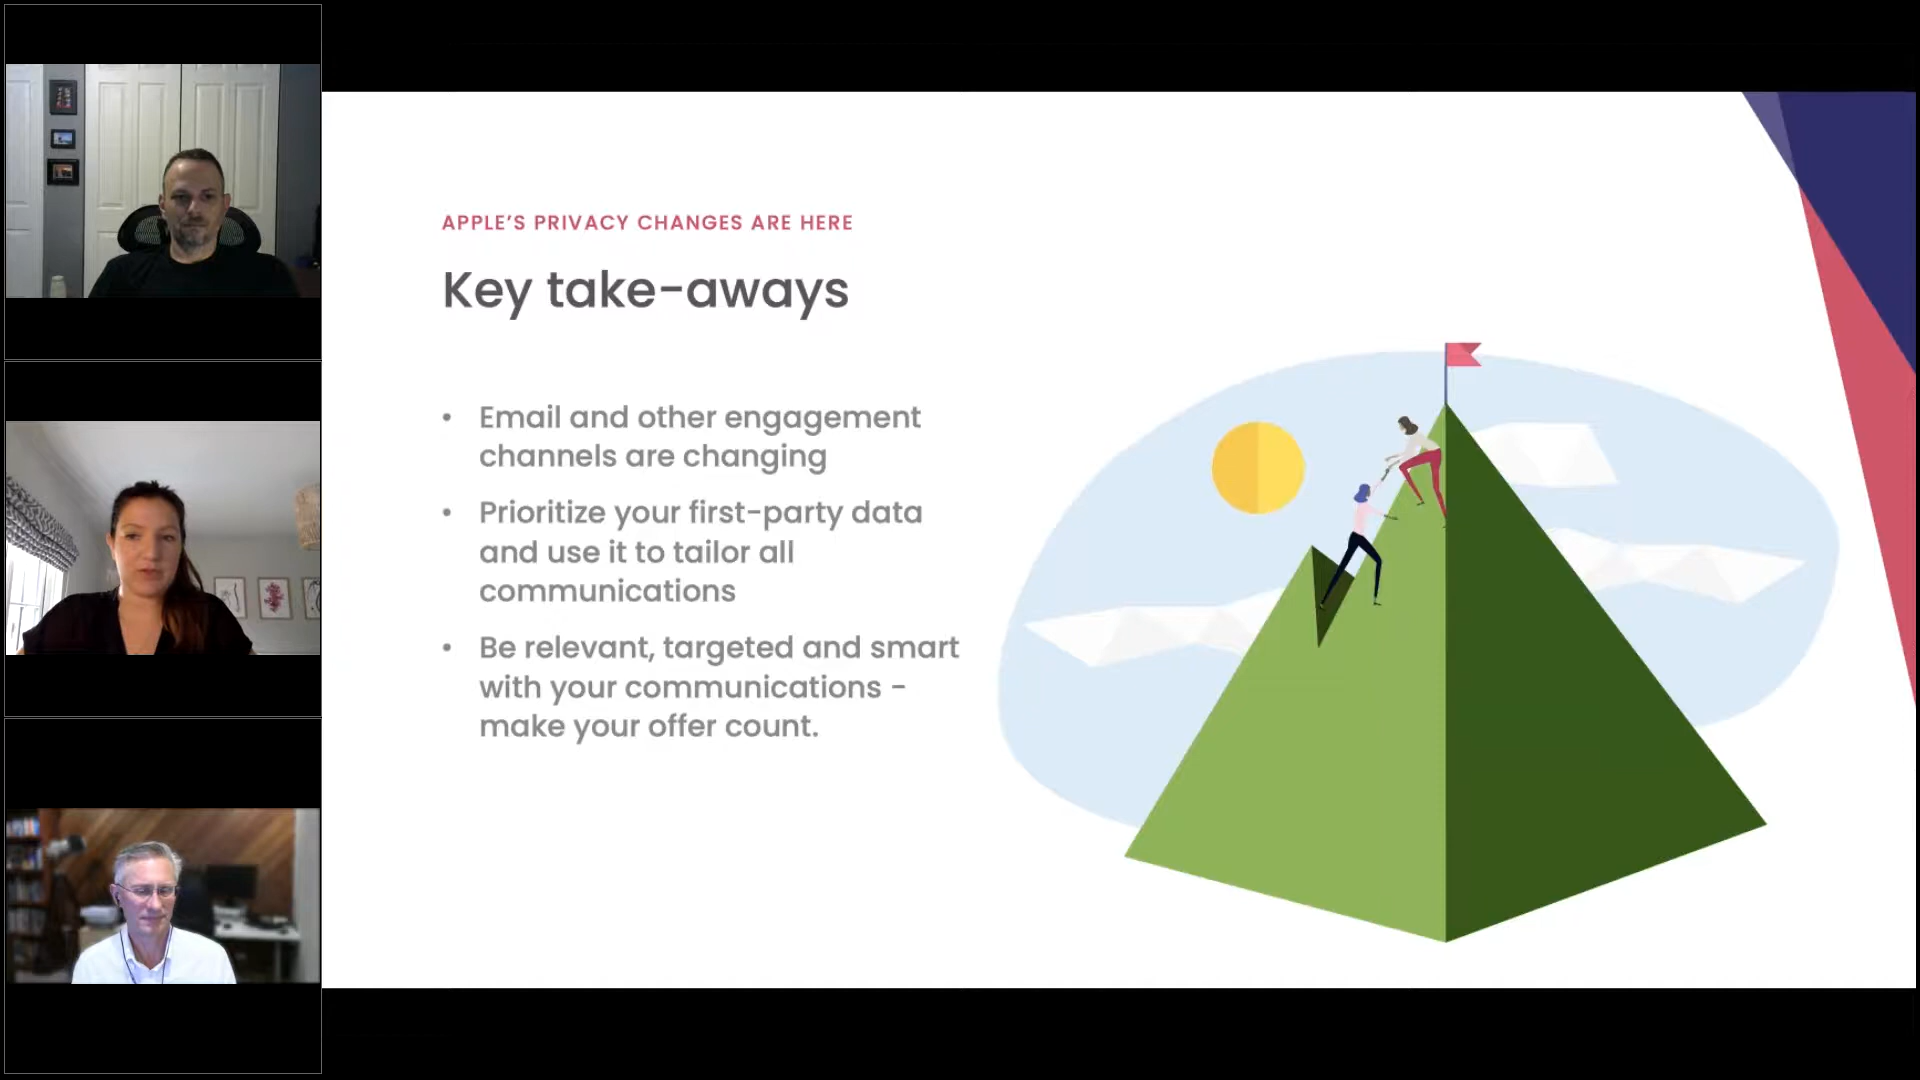 APPLE'S PRIVACY CHANGES ARE HERE
Key take-aways
• Email and other engagement
channels are changing
• Prioritize your first-party data
and use it to tailor all
communications
• Be relevant, targeted and smart
with your communications -
make your offer count.